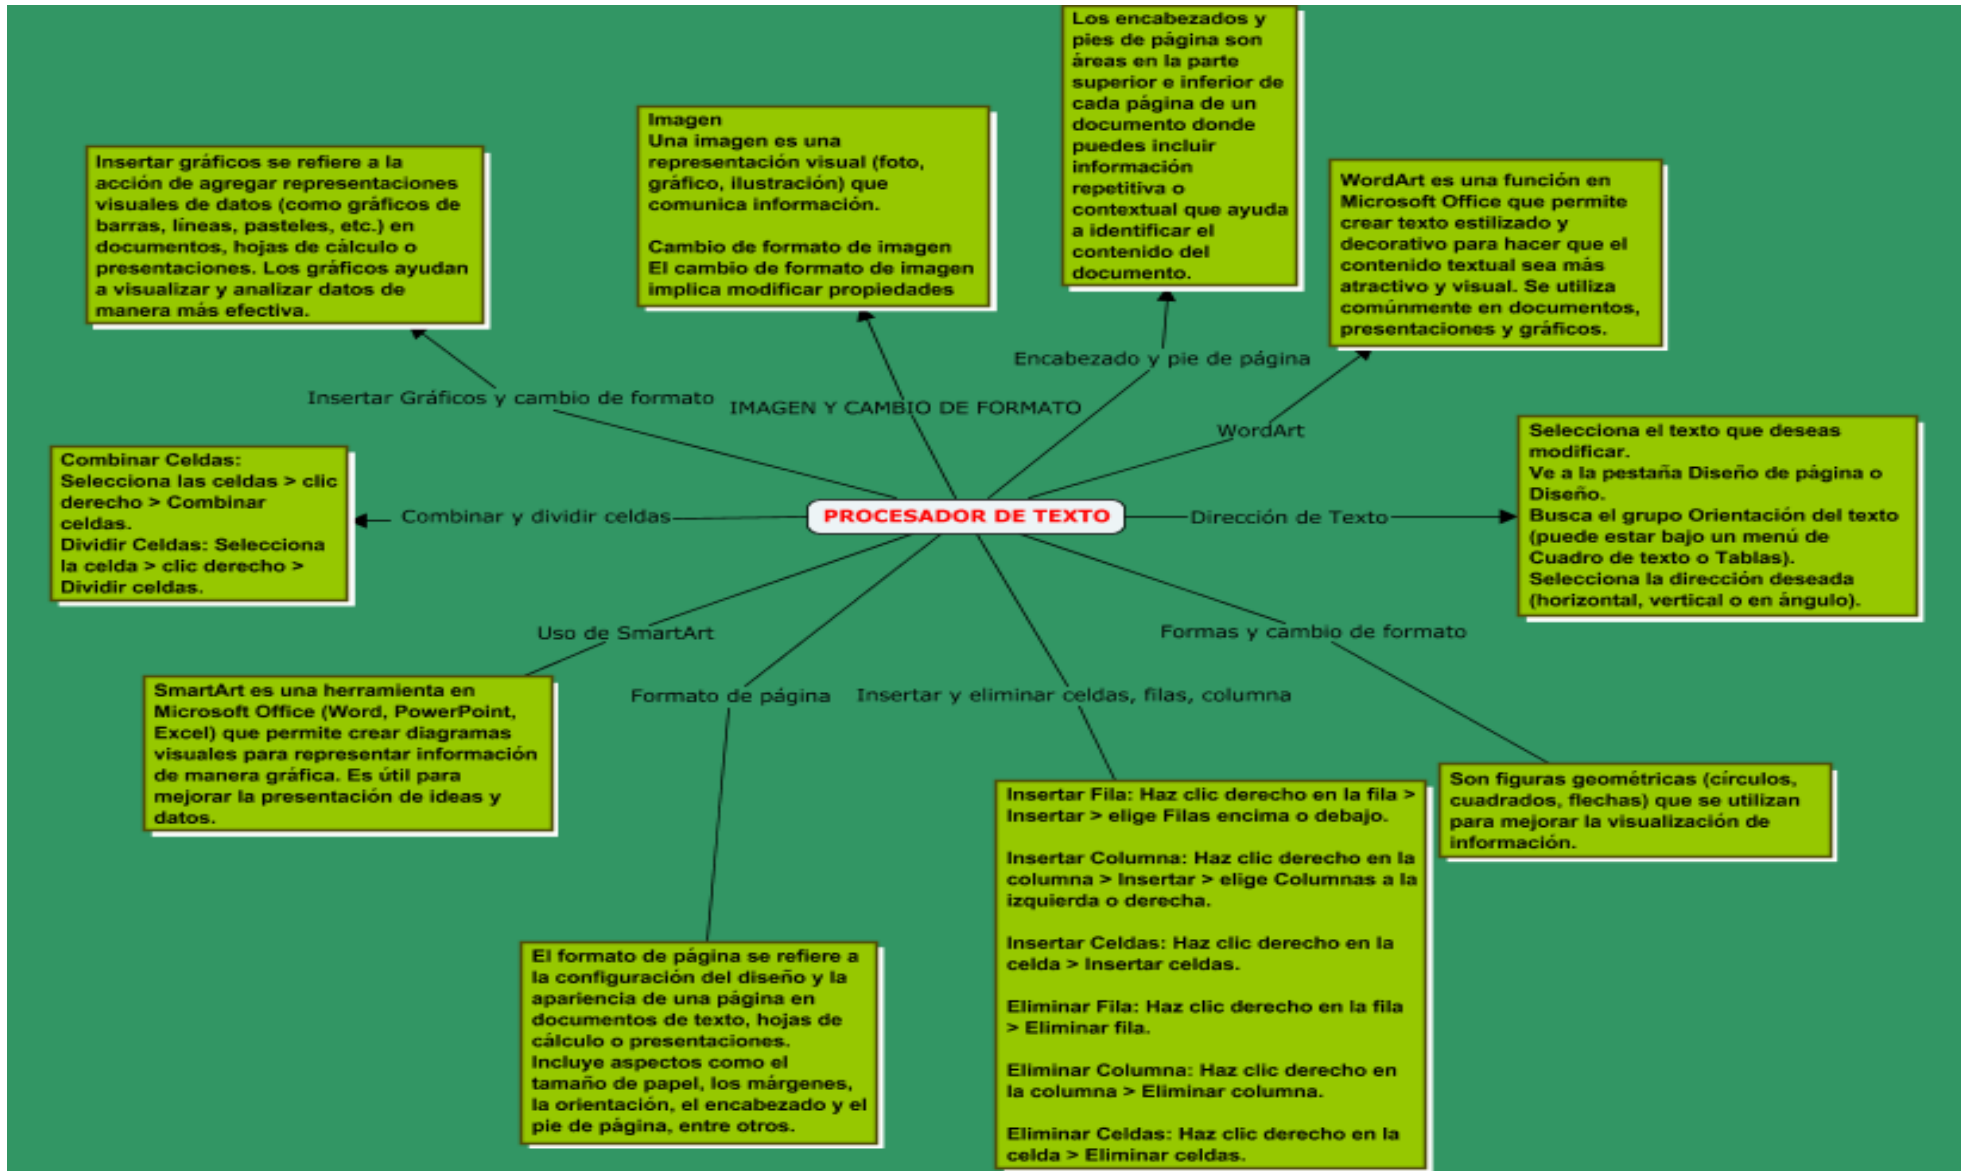 Los encabezados y
pies de página son
áreas en la parte
superior e inferior de
cada página de un
documento donde
puedes incluir
información
repetitiva o
contextual que ayuda
a identificar el
contenido del
documento.
Imagen
Una imagen es una
representación visual (foto,
gráfico, ilustración) que
comunica información.
Cambio de formato de imagen
El cambio de formato de imagen
implica modificar propiedades
Insertar gráficos se refiere a la
acción de agregar representaciones
visuales de datos (como gráficos de
barras, líneas, pasteles, etc.) en
documentos, hojas de cálculo o
presentaciones. Los gráficos ayudan
a visualizar y analizar datos de
manera más efectiva.
WordArt es una función en
Microsoft Office que permite
crear texto estilizado y
decorativo para hacer que el
contenido textual sea más
atractivo y visual. Se utiliza
comúnmente en documentos,
presentaciones y gráficos.
Encabezado y pie de página
Insertar Gráficos y cambio de formato
IMAGEN Y CAMBIO DE FORMATO
WordArt
Combinar Celdas:
Selecciona las celdas > clic
derecho > Combinar
celdas.
Dividir Celdas: Selecciona
la celda > clic derecho >
Dividir celdas.
Combinar y dividir celdas
PROCESADOR DE TEXTO
Dirección de Texto
Selecciona el texto que deseas
modificar.
Ve a la pestaña Diseño de página o
Diseño.
Busca el grupo Orientación del texto
(puede estar bajo un menú de
Cuadro de texto o Tablas).
Selecciona la dirección deseada
(horizontal, vertical o en ángulo).
Uso de SmartArt
Formas y cambio de formato
Formato de página
Insertar y eliminar celdas, filas, columna
SmartArt es una herramienta en
Microsoft Office (Word, PowerPoint,
Excel) que permite crear diagramas
visuales para representar información
de manera gráfica. Es útil para
mejorar la presentación de ideas y
datos.
Son figuras geométricas (círculos,
cuadrados, flechas) que se utilizan
para mejorar la visualización de
información.
Insertar Fila: Haz clic derecho en la fila >
Insertar > elige Filas encima o debajo.
Insertar Columna: Haz clic derecho en la
columna > Insertar > elige Columnas a la
izquierda o derecha.
Insertar Celdas: Haz clic derecho en la
celda > Insertar celdas.
Eliminar Fila: Haz clic derecho en la fila
> Eliminar fila.
Eliminar Columna: Haz clic derecho en
la columna > Eliminar columna.
Eliminar Celdas: Haz clic derecho en la
celda > Eliminar celdas.
El formato de página se refiere a
la configuración del diseño y la
apariencia de una página en
documentos de texto, hojas de
cálculo o presentaciones.
Incluye aspectos como el
tamaño de papel, los márgenes,
la orientación, el encabezado y el
pie de página, entre otros.